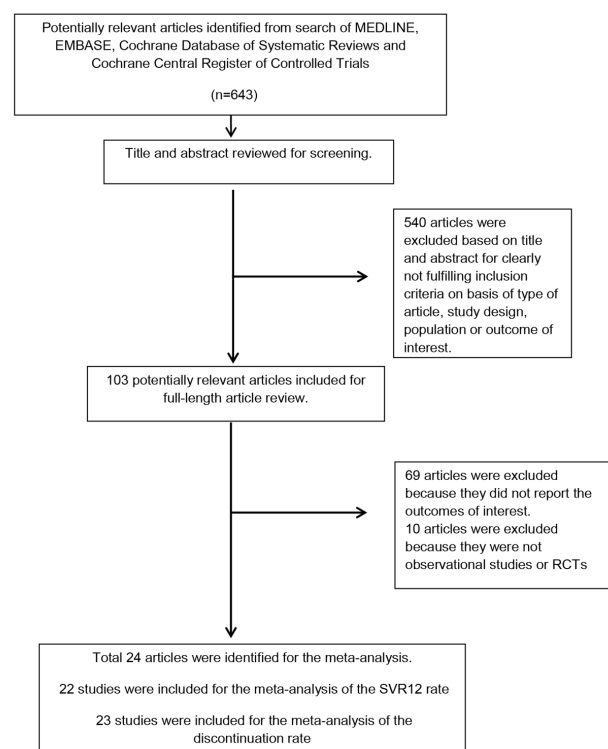 Potentially relevant articles identified from search of MEDLINE,
EMBASE, Cochrane Database of Systematic Reviews and
Cochrane Central Register of Controlled Trials
(n=643)
Title and abstract reviewed for screening.
540 articles were
excluded based on title
and abstract for clearly
not fulfilling inclusion
criteria on basis of type of
article, study design,
population or outcome of
interest.
103 potentially relevant articles included for
full-length article review.
69 articles were excluded
because they did not report the
outcomes of interest.
10 articles were excluded
because they were not
observational studies or RCTs
Total 24 articles were identified for the meta-analysis.
22 studies were included for the meta-analysis of the SVR12 rate
23 studies were included for the meta-analysis of the
discontinuation rate